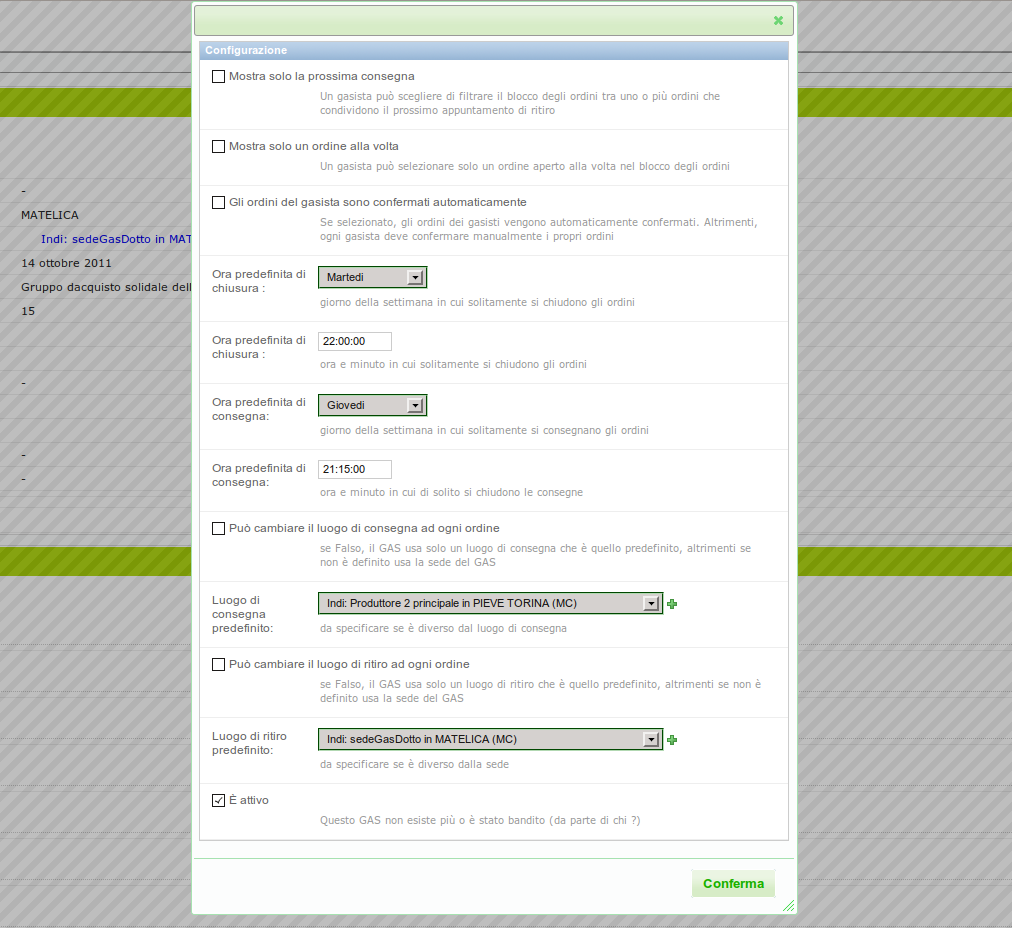 Configurazione
Mostra solo la prossima consegna
Un gasista può scegliere di filtrare il blocco degli ordini tra uno o più ordini che
condividono il prossimo appuntamento di ritiro
Mostra solo un ordine alla volta
Un gasista può selezionare solo un ordine aperto alla volta nel blocco degli ordini
Gli ordini del gasista sono confermati automaticamente
Se selezionato, gli ordini dei gasisti vengono automaticamente confermati. Altrimenti,
ogni gasista deve confermare manualmente i propri ordini
Ora predefinita di
chiusura :
Martedi
giorno della settimana in cui solitamente si chiudono gli ordini
Ora predefinita di
chiusura :
22:00:00
ora e minuto in cui solitamente si chiudono gli ordini
Ora predefinita di
consegna:
Giovedi
giorno della settimana in cui solitamente si consegnano gli ordini
Ora predefinita di
consegna:
21:15:00
ora e minuto in cui di solito si chiudono le consegne
Può cambiare il luogo di consegna ad ogni ordine
se Falso, il GAS usa solo un luogo di consegna che è quello predefinito, altrimenti se
non è definito usa la sede del GAS
Luogo di
consegna
predefinito:
Indi: Produttore 2 principale in PIEVE TORINA (MC)
da specificare se è diverso dal luogo di consegna
Può cambiare il luogo di ritiro ad ogni ordine
se Falso, il GAS usa solo un luogo di ritiro che è quello predefinito, altrimenti se non è
definito usa la sede del GAS
Luogo di ritiro
predefinito:
Indi: sedeGasDotto in MATELICA (MC)
da specificare se è diverso dalla sede
È attivo
Questo GAS non esiste più o è stato bandito (da parte di chi ?)
Conferma
-
MATELICA
Indi: sedeGasDotto in MAT
14 ottobre 2011
Gruppo dacquisto solidale dell
15
-
-
-